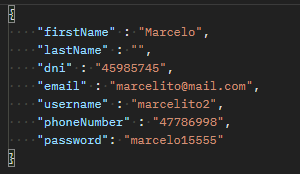 {
"firstName" : "Marcelo",
"lastName" : "",
"dni" : "45985745",
"email" : "marcelito@mail.com",
"username" : "marcelito2",
"phoneNumber" : "47786998",
"password": "marcelo15555"
}